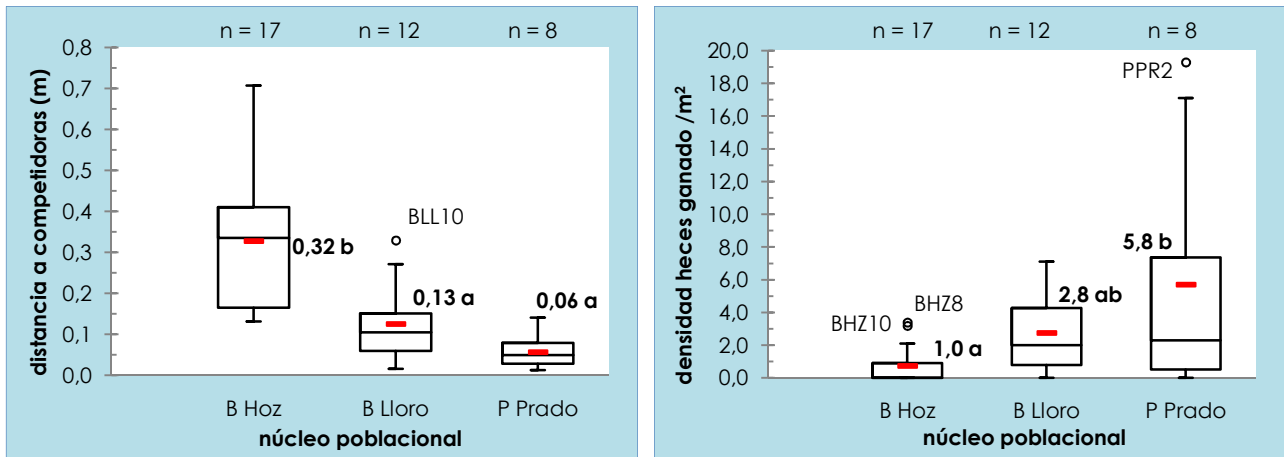 n = 17 n = 12 n = 8
distancia a competidoras (m)
0,8
0,7
0,6
0,5
0,4
0,3
0,2
0,1
0,0
BLL10
0,32 b
0,13 a
0,06 a
B Hoz B Lloro P Prado
núcleo poblacional
n = 17 n = 12 n = 8
densidad heces ganado /m²
20,0
18,0
16,0
14,0
12,0
10,0
8,0
6,0
4,0
2,0
0,0
PPR2
5,8 b
2,8 ab
BHZ8
BHZ10
1,0 a
B Hoz B Lloro P Prado
núcleo poblacional